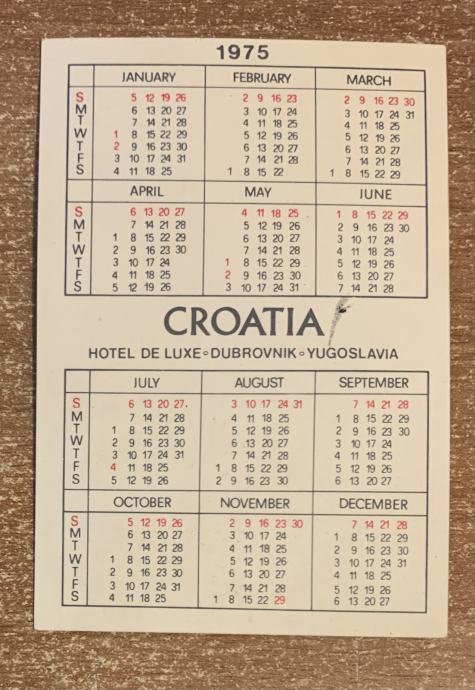 1975
JANUARY FEBRUARY MARCH
S 5 12 19 26 2 9 16 23 2 9 16 23 30
M 6 13 20 27 3 10 17 24 3 10 17 24 31
T 7 14 21 28 4 11 18 25 4 11 18 25
W 1 8 15 22 29 5 12 19 26 5 12 19 26
T 2 9 16 23 30 6 13 20 27 6 13 20 27
F 3 10 17 24 31 7 14 21 28 7 14 21 28
S 4 11 18 25 1 8 15 22 1 8 15 22 29
APRIL MAY JUNE
S 6 13 20 27 4 11 18 25 1 8 15 22 29
M 7 14 21 28 5 12 19 26 2 9 16 23 30
T 1 8 15 22 29 6 13 20 27 3 10 17 24
W 2 9 16 23 30 7 14 21 28 4 11 18 25
T 3 10 17 24 1 8 15 22 29 5 12 19 26
F 4 11 18 25 2 9 16 23 30 6 13 20 27
S 5 12 19 26 3 10 17 24 31 7 14 21 28
CROATIA
HOTEL DE LUXE◦DUBROVNIK◦YUGOSLAVIA
JULY AUGUST SEPTEMBER
S 6 13 20 27 3 10 17 24 31 7 14 21 28
M 7 14 21 28 4 11 18 25 1 8 15 22 29
T 1 8 15 22 29 5 12 19 26 2 9 16 23 30
W 2 9 16 23 30 6 13 20 27 3 10 17 24
T 3 10 17 24 31 7 14 21 28 4 11 18 25
F 4 11 18 25 1 8 15 22 29 5 12 19 26
S 5 12 19 26 2 9 16 23 30 6 13 20 27
OCTOBER NOVEMBER DECEMBER
S 5 12 19 26 2 9 16 23 30 7 14 21 28
M 6 13 20 27 3 10 17 24 1 8 15 22 29
T 7 14 21 28 4 11 18 25 2 9 16 23 30
W 1 8 15 22 29 5 12 19 26 3 10 17 24 31
T 2 9 16 23 30 6 13 20 27 4 11 18 25
F 3 10 17 24 31 7 14 21 28 5 12 19 26
S 4 11 18 25 1 8 15 22 29 6 13 20 27